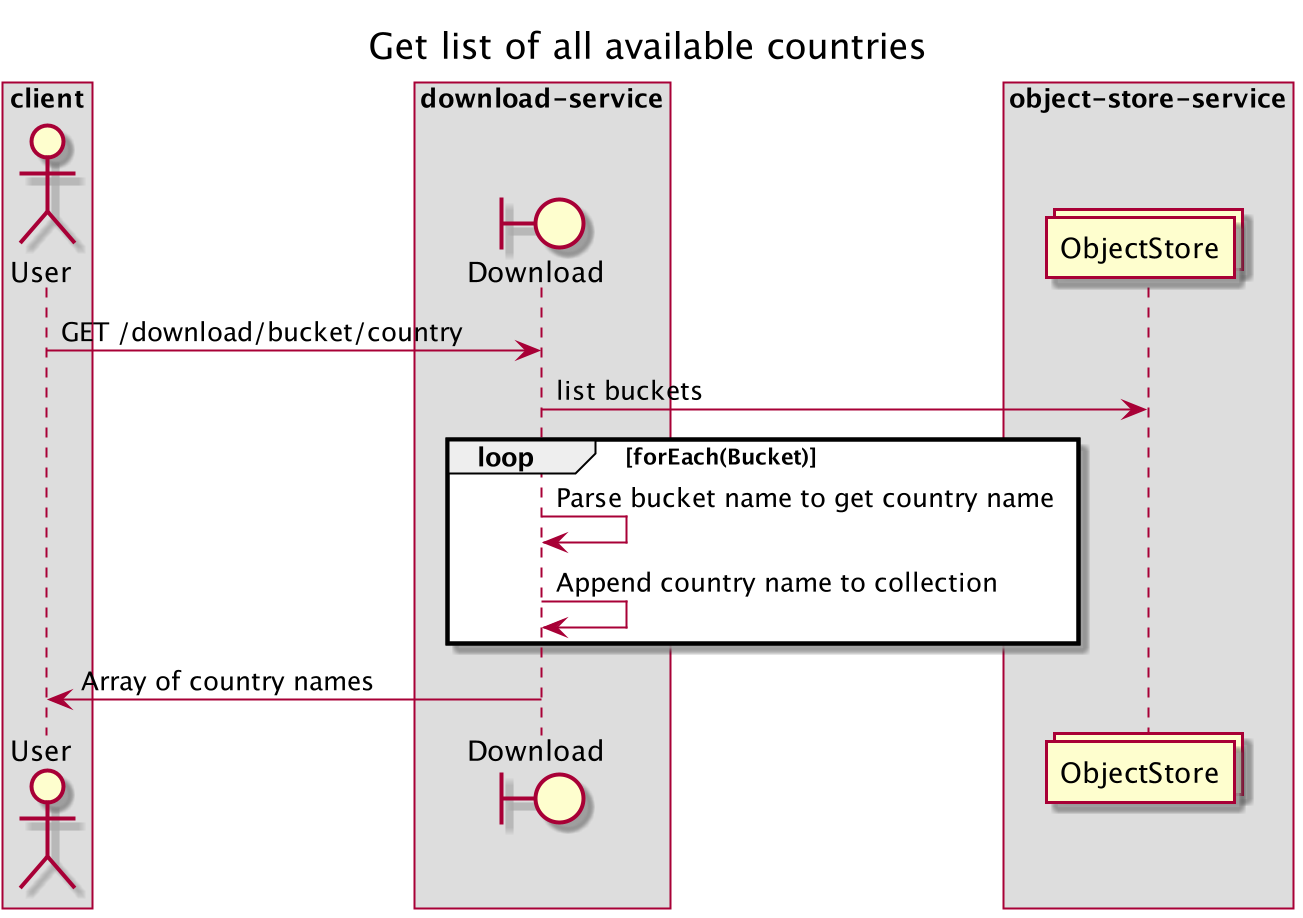 Get list of all available countries
client
download-service
object-store-service
User
Download
ObjectStore
GET /download/bucket/country
list buckets
loop
[forEach(Bucket)]
Parse bucket name to get country name
Append country name to collection
Array of country names
User
Download
ObjectStore